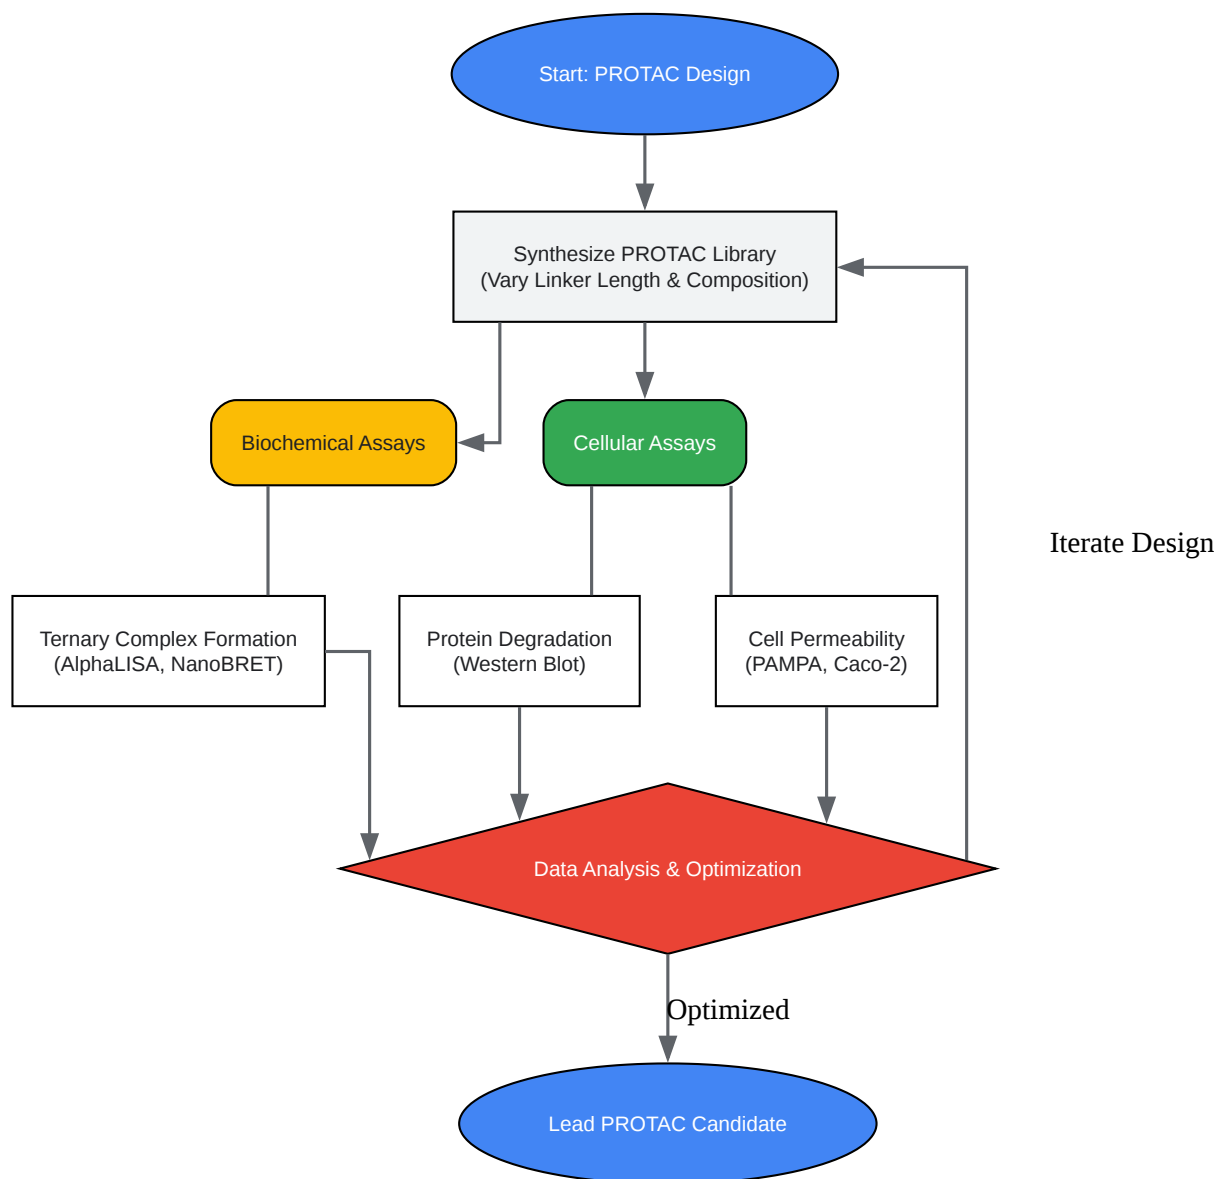 Start: PROTAC Design
Synthesize PROTAC Library
(Vary Linker Length & Composition)
Biochemical Assays
Cellular Assays
Iterate Design
Ternary Complex Formation
(AlphaLISA, NanoBRET)
Protein Degradation
(Western Blot)
Cell Permeability
(PAMPA, Caco-2)
Data Analysis & Optimization
Optimized
Lead PROTAC Candidate